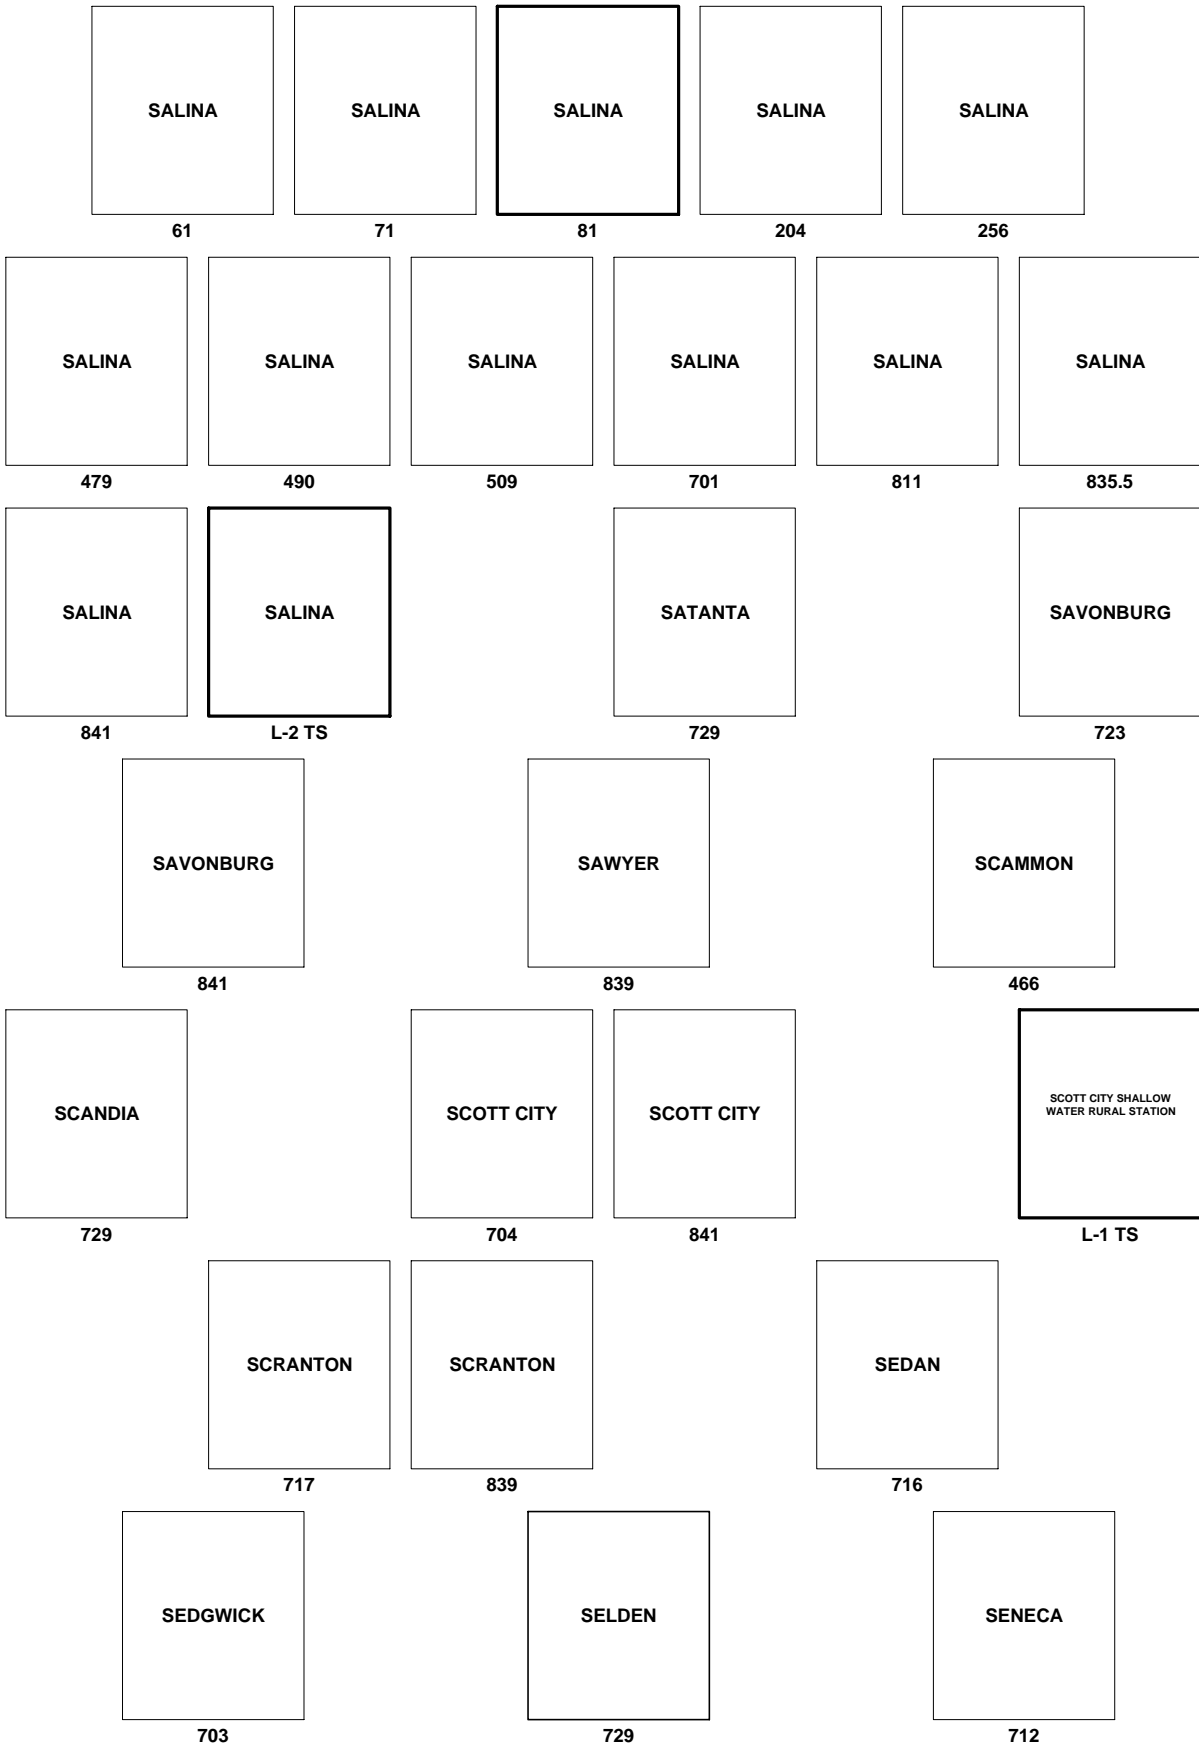 SALINA SALINA SALINA SALINA SALINA
61 71 81 204 256
SALINA SALINA SALINA SALINA SALINA SALINA
479 490 509 701 811 835.5
SALINA SALINA SATANTA SAVONBURG
841 L-2 TS 729 723
SAVONBURG SAWYER SCAMMON
841 839 466
SCANDIA SCOTT CITY SCOTT CITY SCOTT CITY SHALLOW
WATER RURAL STATION
729 704 841 L-1 TS
SCRANTON SCRANTON SEDAN
717 839 716
SEDGWICK SELDEN SENECA
703 729 712